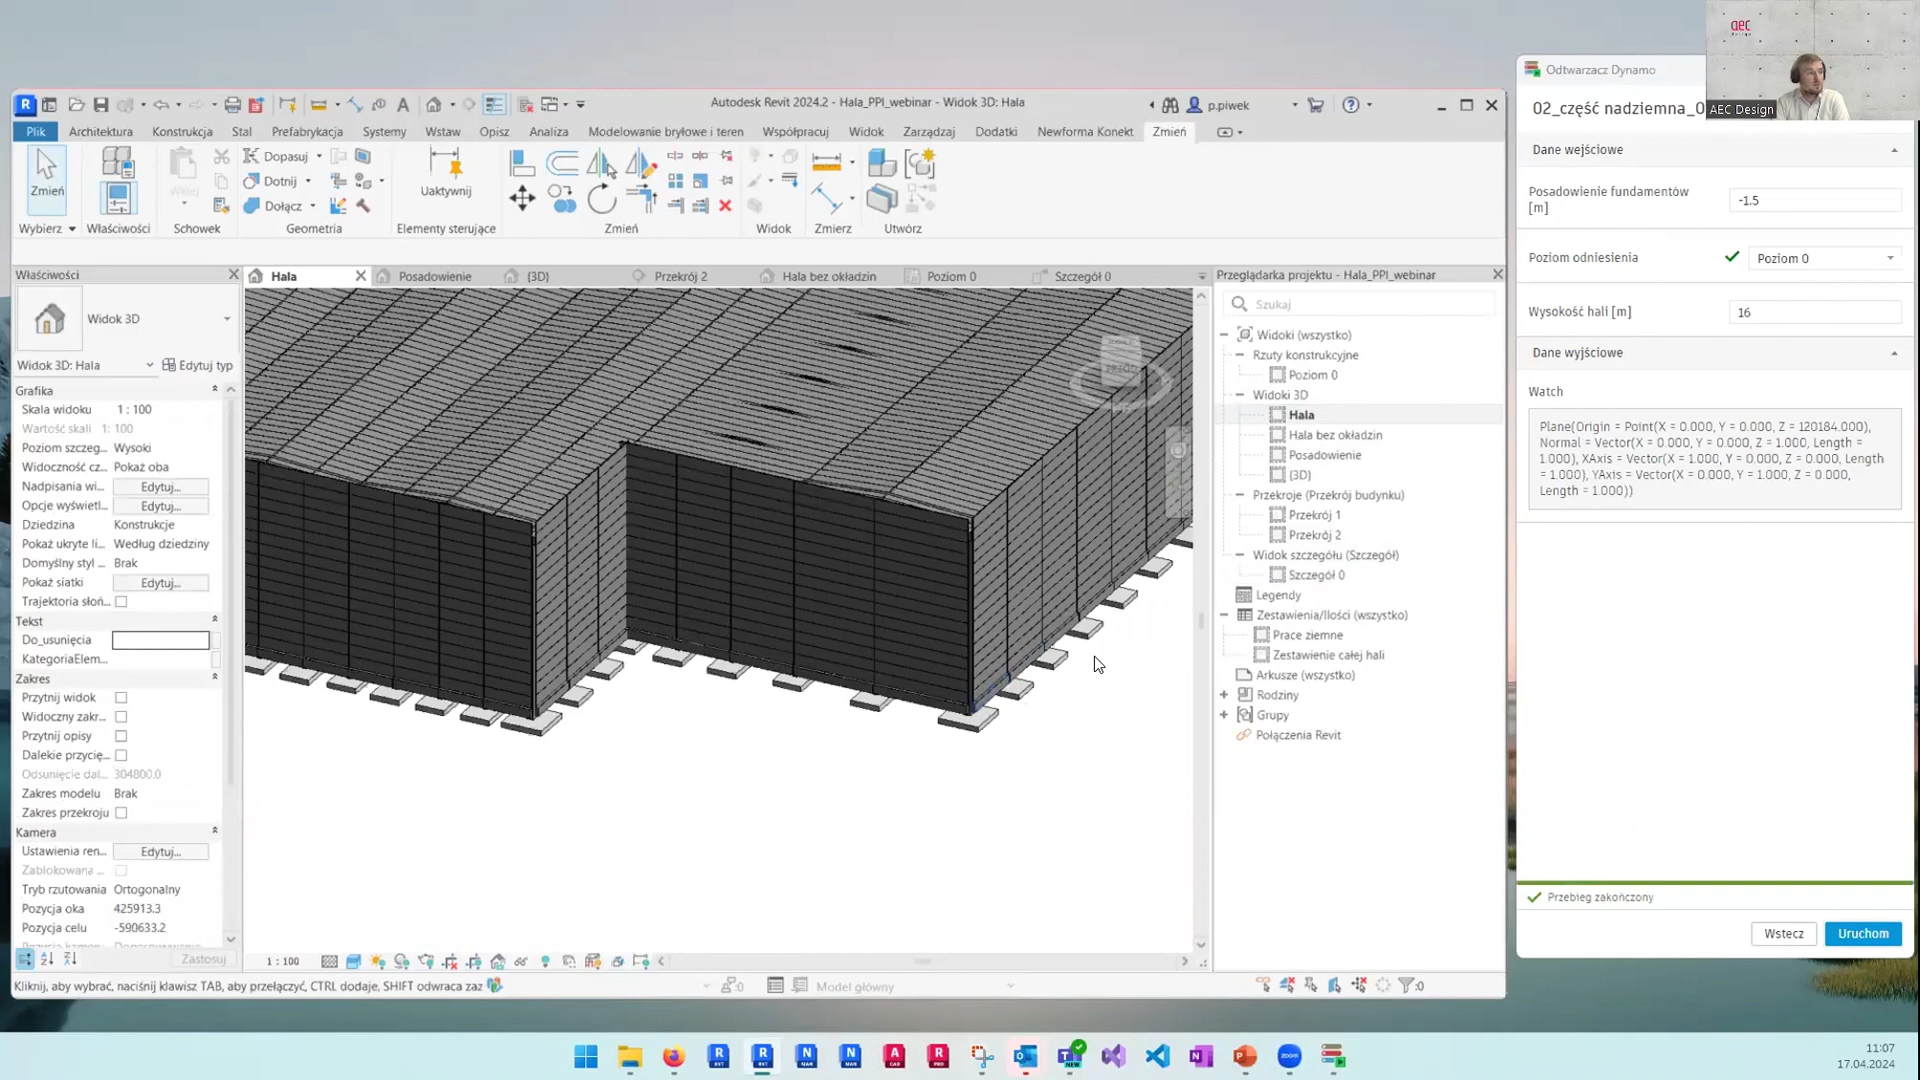 aec
AEC Design
Autodesk Revit 2024.2 - Hala_PPI_webinar - Widok 3D: Hala
p.piwek
Plik
Architektura
Konstrukcja
Stal
Prefabrykacja
Systemy
Wstaw
Opisz
Analiza
Modelowanie bryłowe i teren
Współpracuj
Widok
Zarządzaj
Dodatki
Newforma Konekt
Zmień
Zmień
Właściwości
Wklej
Dopasuj
Dotnij
Dołącz
Uaktywnij
Wybierz
Właściwości
Schowek
Geometria
Elementy sterujące
Zmień
Widok
Zmierz
Utwórz
Właściwości
Hala
Posadowienie
{3D}
Przekrój 2
Hala bez okładzin
Poziom 0
Szczegół 0
Widok 3D
Widok 3D: Hala
Edytuj typ
Grafika
Skala widoku 1 : 100
Wartość skali 1: 100
Poziom szczeg... Wysoki
Widoczność cz... Pokaż oba
Nadpisania wi... Edytuj...
Opcje wyświetl... Edytuj...
Dziedzina Konstrukcje
Pokaż ukryte li... Według dziedziny
Domyślny styl ... Brak
Pokaż siatki Edytuj...
Trajektoria słoń...
Tekst
Do_usunięcia
KategoriaElem...
Zakres
Przytnij widok
Widoczny zakr...
Przytnij opisy
Dalekie przycię...
Odsunięcie dal... 304800.0
Zakres modelu Brak
Zakres przekroju
Kamera
Ustawienia ren... Edytuj...
Zablokowana ...
Tryb rzutowania Ortogonalny
Pozycja oka 425913.3
Pozycja celu -590633.2
Zastosuj
1 : 100
Kliknij, aby wybrać, naciśnij klawisz TAB, aby przełączyć, CTRL dodaje, SHIFT odwraca zaz
:0
Model główny
:0
Przeglądarka projektu - Hala_PPI_webinar
Szukaj
Widoki (wszystko)
Rzuty konstrukcyjne
Poziom 0
Widoki 3D
Hala
Hala bez okładzin
Posadowienie
{3D}
Przekroje (Przekrój budynku)
Przekrój 1
Przekrój 2
Widok szczegółu (Szczegół)
Szczegół 0
Legendy
Zestawienia/Ilości (wszystko)
Prace ziemne
Zestawienie całej hali
Arkusze (wszystko)
Rodziny
Grupy
Połączenia Revit
Odtwarzacz Dynamo
02_część nadziemna_0
Dane wejściowe
Posadowienie fundamentów
[m]
-1.5
Poziom odniesienia
Poziom 0
Wysokość hali [m]
16
Dane wyjściowe
Watch
Plane(Origin = Point(X = 0.000, Y = 0.000, Z = 120184.000),
Normal = Vector(X = 0.000, Y = 0.000, Z = 1.000, Length =
1.000), XAxis = Vector(X = 1.000, Y = 0.000, Z = 0.000, Length
= 1.000), YAxis = Vector(X = 0.000, Y = 1.000, Z = 0.000,
Length = 1.000))
Przebieg zakończony
Wstecz
Uruchom
11:07
17.04.2024